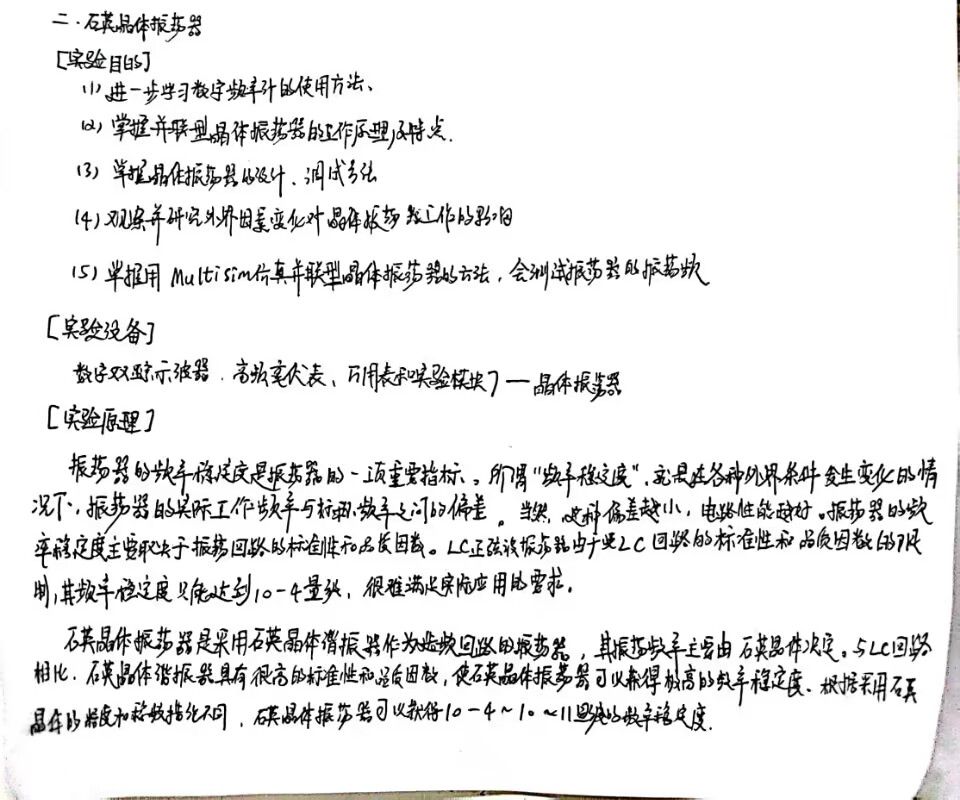 二.石英晶体振荡器
[实验目的]
(1)进一步学习数字频率计的使用方法、
(2)掌握并联型晶体振荡器的工作原理及特点.
(3)掌握晶体振荡器的设计、调试方法
(4)观察并研究外界因素变化对晶体振荡器工作的影响
(5)掌握用Multisim仿真并联型晶体振荡器的方法,会测试振荡器的振荡频
[实验设备]
数字双踪示波器.高频毫伏表、万用表和实验模块7—晶体振荡器
[实验原理]
振荡器的频率稳定度是振荡器的一项重要指标。所谓“频率稳定度”,就是在各种外界条件发生变化的情
况下,振荡器的实际工作频率与标称频率之间的偏差。当然,这种偏差越小,电路性能越好。振荡器的频
率稳定度主要取决于振荡回路的标准性和品质因数。LC正弦波振荡器由于受LC回路的标准性和品质因数的限
制,其频率稳定度只能达到10-4量级,很难满足实际应用的要求。
石英晶体振荡器是采用石英晶体谐振器作为选频回路的振荡器,其振荡频率主要由石英晶体决定。与LC回路
相比.石英晶体谐振器具有很高的标准性和品质因数,使石英晶体振荡器可以获得极高的频率稳定度、根据采用石英
晶体的精度和稳频措施不同,石英晶体振荡器可以获得10-4~10~11量级的频率稳定度.